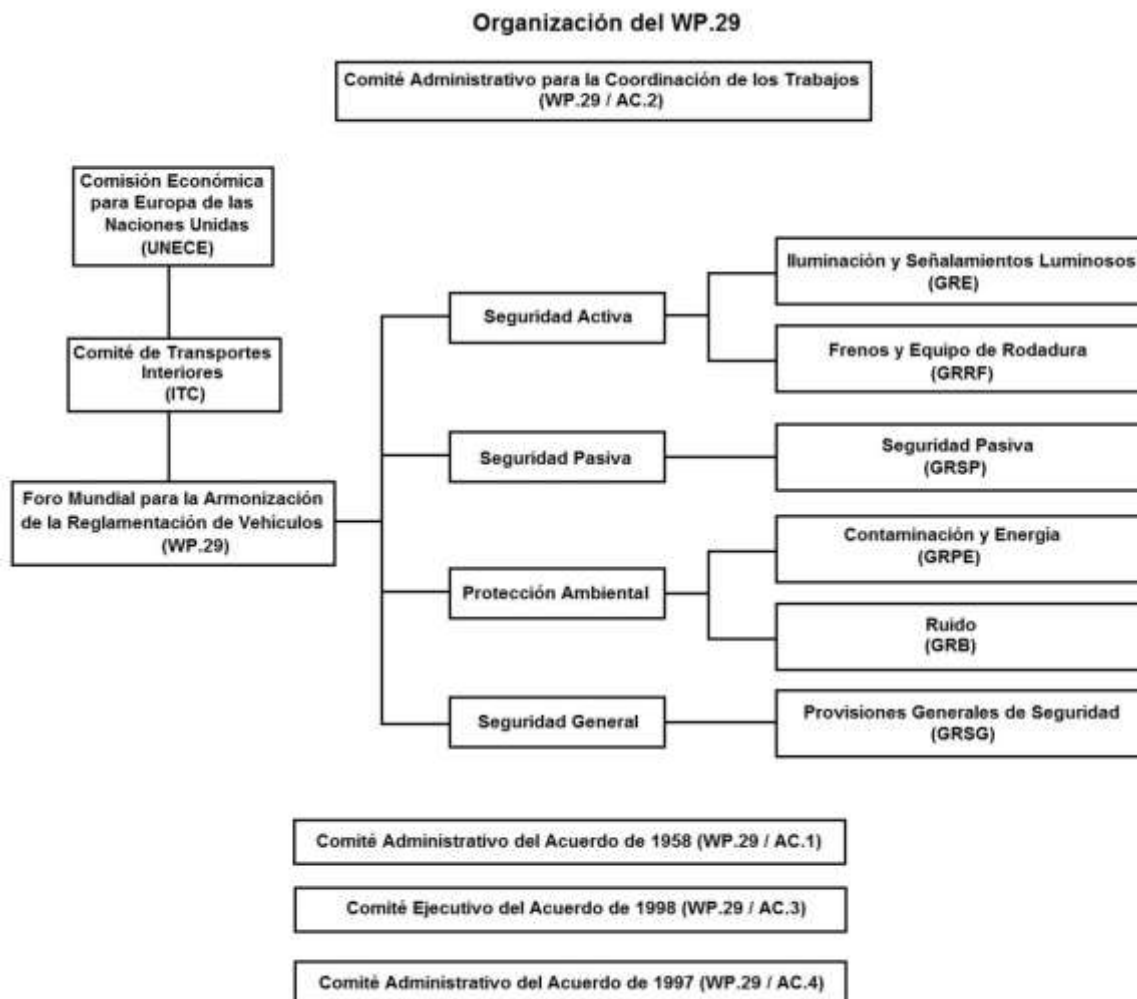 Organización del WP.29
Comité Administrativo para la Coordinación de los Trabajos
(WP.29 / AC.2)
Comisión Económica
para Europa de las
Naciones Unidas
(UNECE)
Comité de Transportes
Interiores
(ITC)
Foro Mundial para la Armonización
de la Reglamentación de Vehículos
(WP.29)
Seguridad Activa
Iluminación y Señalamientos Luminosos
(GRE)
Frenos y Equipo de Rodadura
(GRRF)
Seguridad Pasiva
Seguridad Pasiva
(GRSP)
Protección Ambiental
Contaminación y Energía
(GRPE)
Ruido
(GRB)
Seguridad General
Provisiones Generales de Seguridad
(GRSG)
Comité Administrativo del Acuerdo de 1958 (WP.29 / AC.1)
Comité Ejecutivo del Acuerdo de 1998 (WP.29 / AC.3)
Comité Administrativo del Acuerdo de 1997 (WP.29 / AC.4)